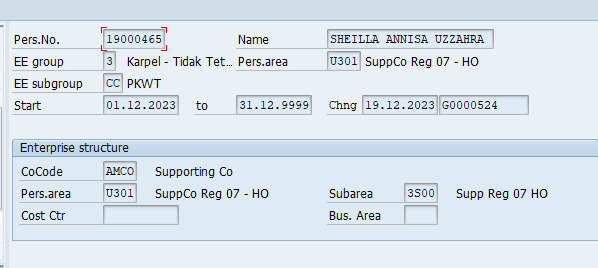 Pers.No. 19000465 Name SHEILLA ANNISA UZZAHRA
EE group 3 Karpel - Tidak Tet... Pers.area U301 SuppCo Reg 07 - HO
EE subgroup CC PKWT
Start 01.12.2023 to 31.12.9999 Chng 19.12.2023 G0000524
Enterprise structure
CoCode AMCO Supporting Co
Pers.area U301 SuppCo Reg 07 - HO Subarea 3S00 Supp Reg 07 HO
Cost Ctr Bus. Area